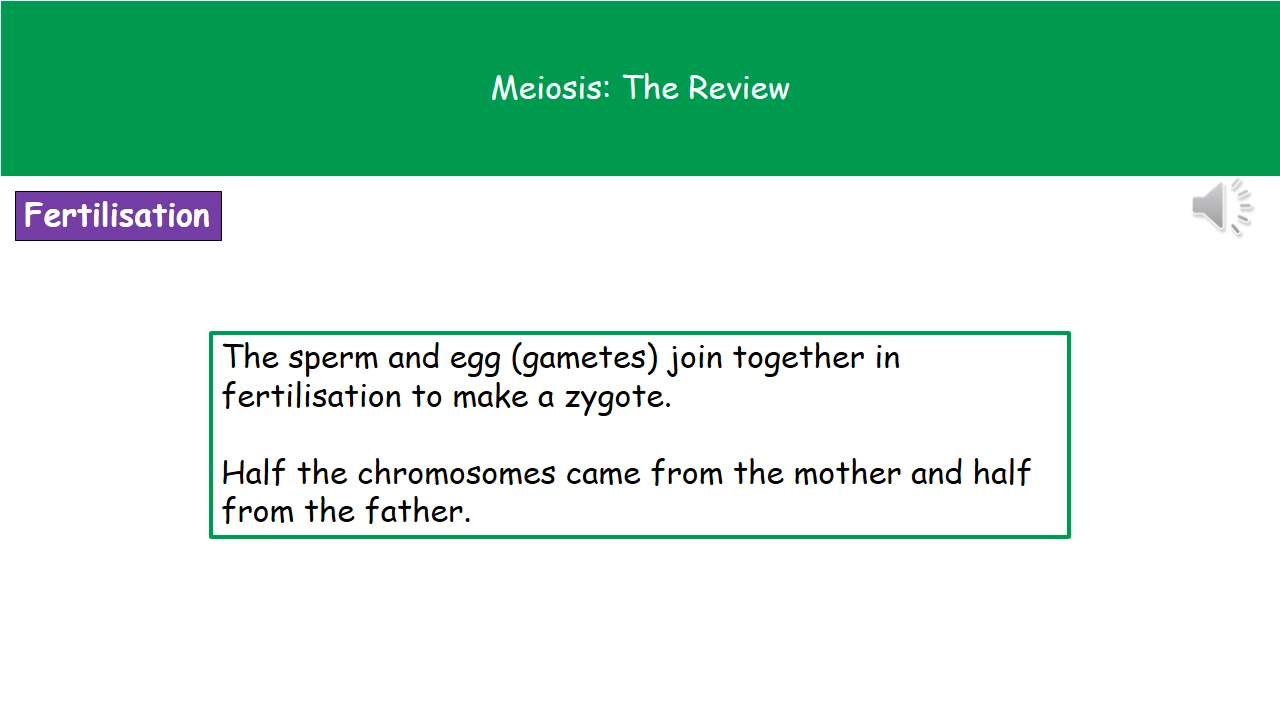 Meiosis: The Review
Fertilisation
The sperm and egg (gametes) join together in
fertilisation to make a zygote.
Half the chromosomes came from the mother and half
from the father.